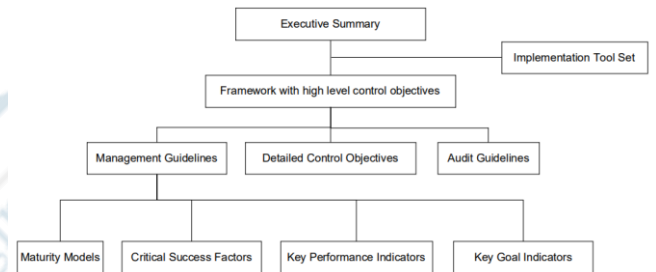 Executive Summary
Implementation Tool Set
Framework with high level control objectives
Management Guidelines
Detailed Control Objectives
Audit Guidelines
Maturity Models
Critical Success Factors
Key Performance Indicators
Key Goal Indicators